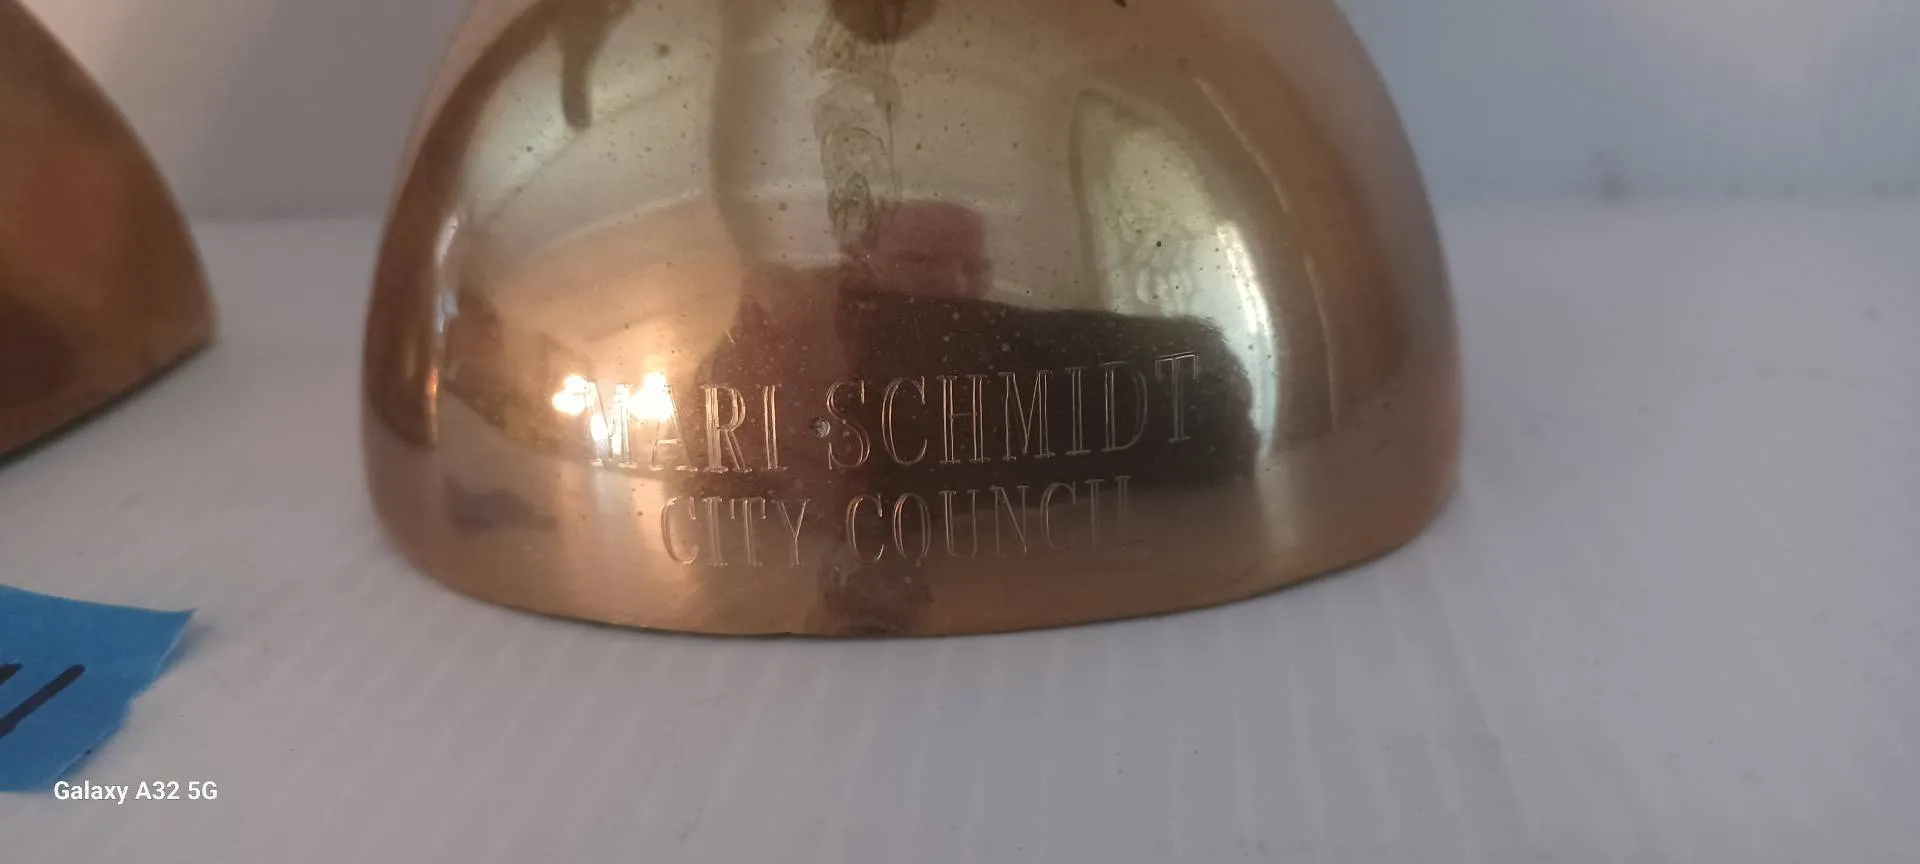 MARI SCHMIDT
CITY COUNCIL
Galaxy A32 5G